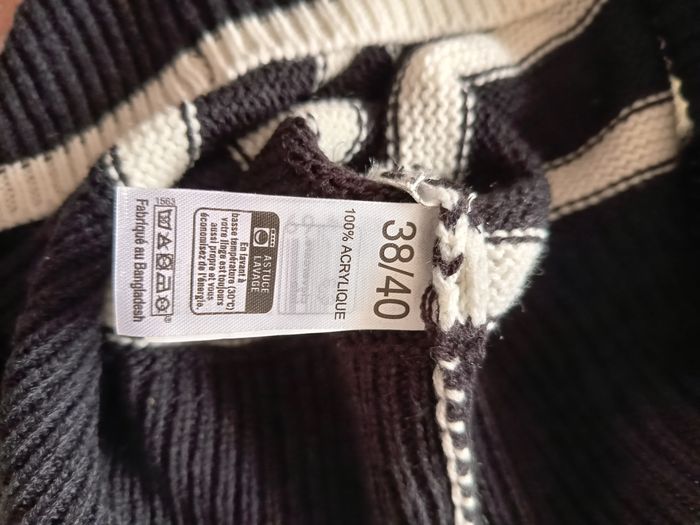 38/40
100% ACRYLIQUE
ASTUCE
LAVAGE
En lavant à
basse température (30°C)
votre linge est toujours
aussi propre et vous
économisez de l'énergie.
1563
®
Fabriqué au Bangladesh